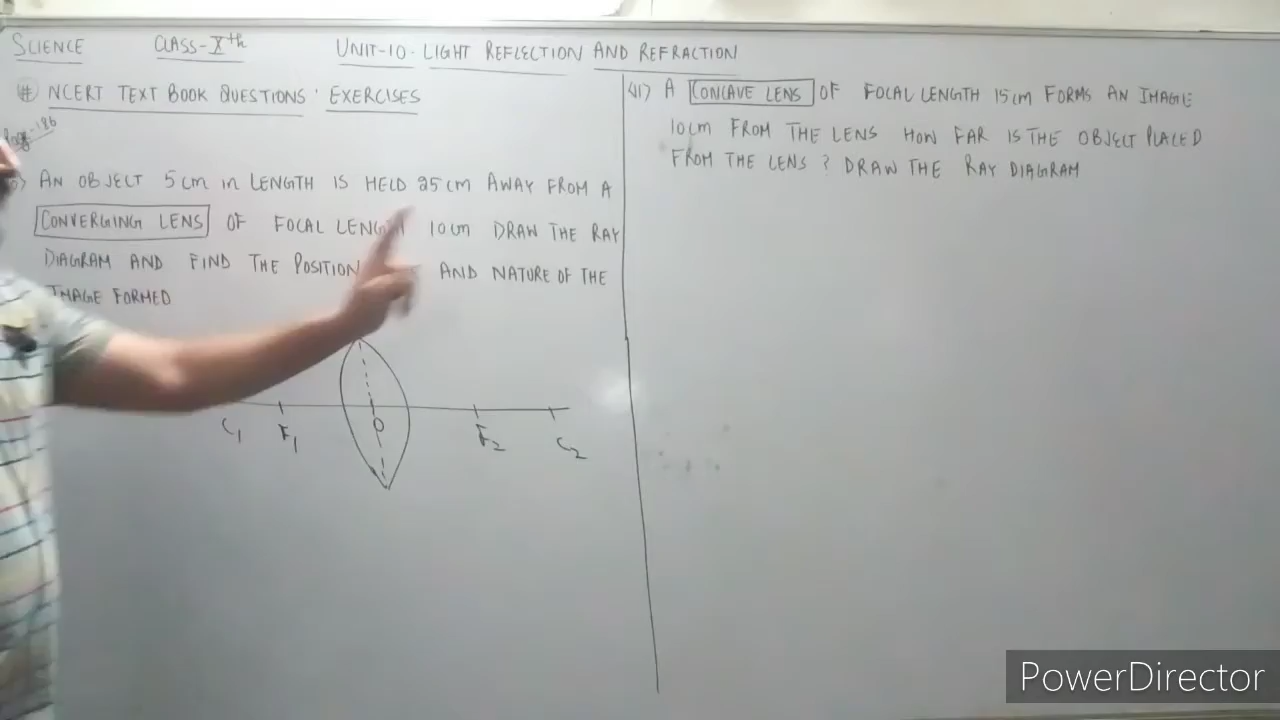 SCIENCE CLASS-Xth UNIT-10. LIGHT REFLECTION AND REFRACTION
# NCERT TEXT BOOK QUESTIONS EXERCISES
AN OBJECT 5cm in LENGTH IS HELD 25cm AWAY FROM A
CONVERGING LENS OF FOCAL LENGTH 10cm DRAW THE RAY
DIAGRAM AND FIND THE POSITION AND NATURE OF THE
IMAGE FORMED
C1 F1 O F2 C2
11) A CONCAVE LENS OF FOCAL LENGTH 15cm FORMS AN IMAGE
10cm FROM THE LENS HOW FAR IS THE OBJECT PLACED
FROM THE LENS ? DRAW THE RAY DIAGRAM
PowerDirector